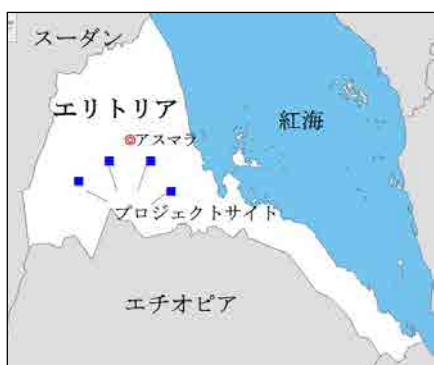 スーダン
エリトリア
紅海
アスマラ
プロジェクトサイト
エチオピア